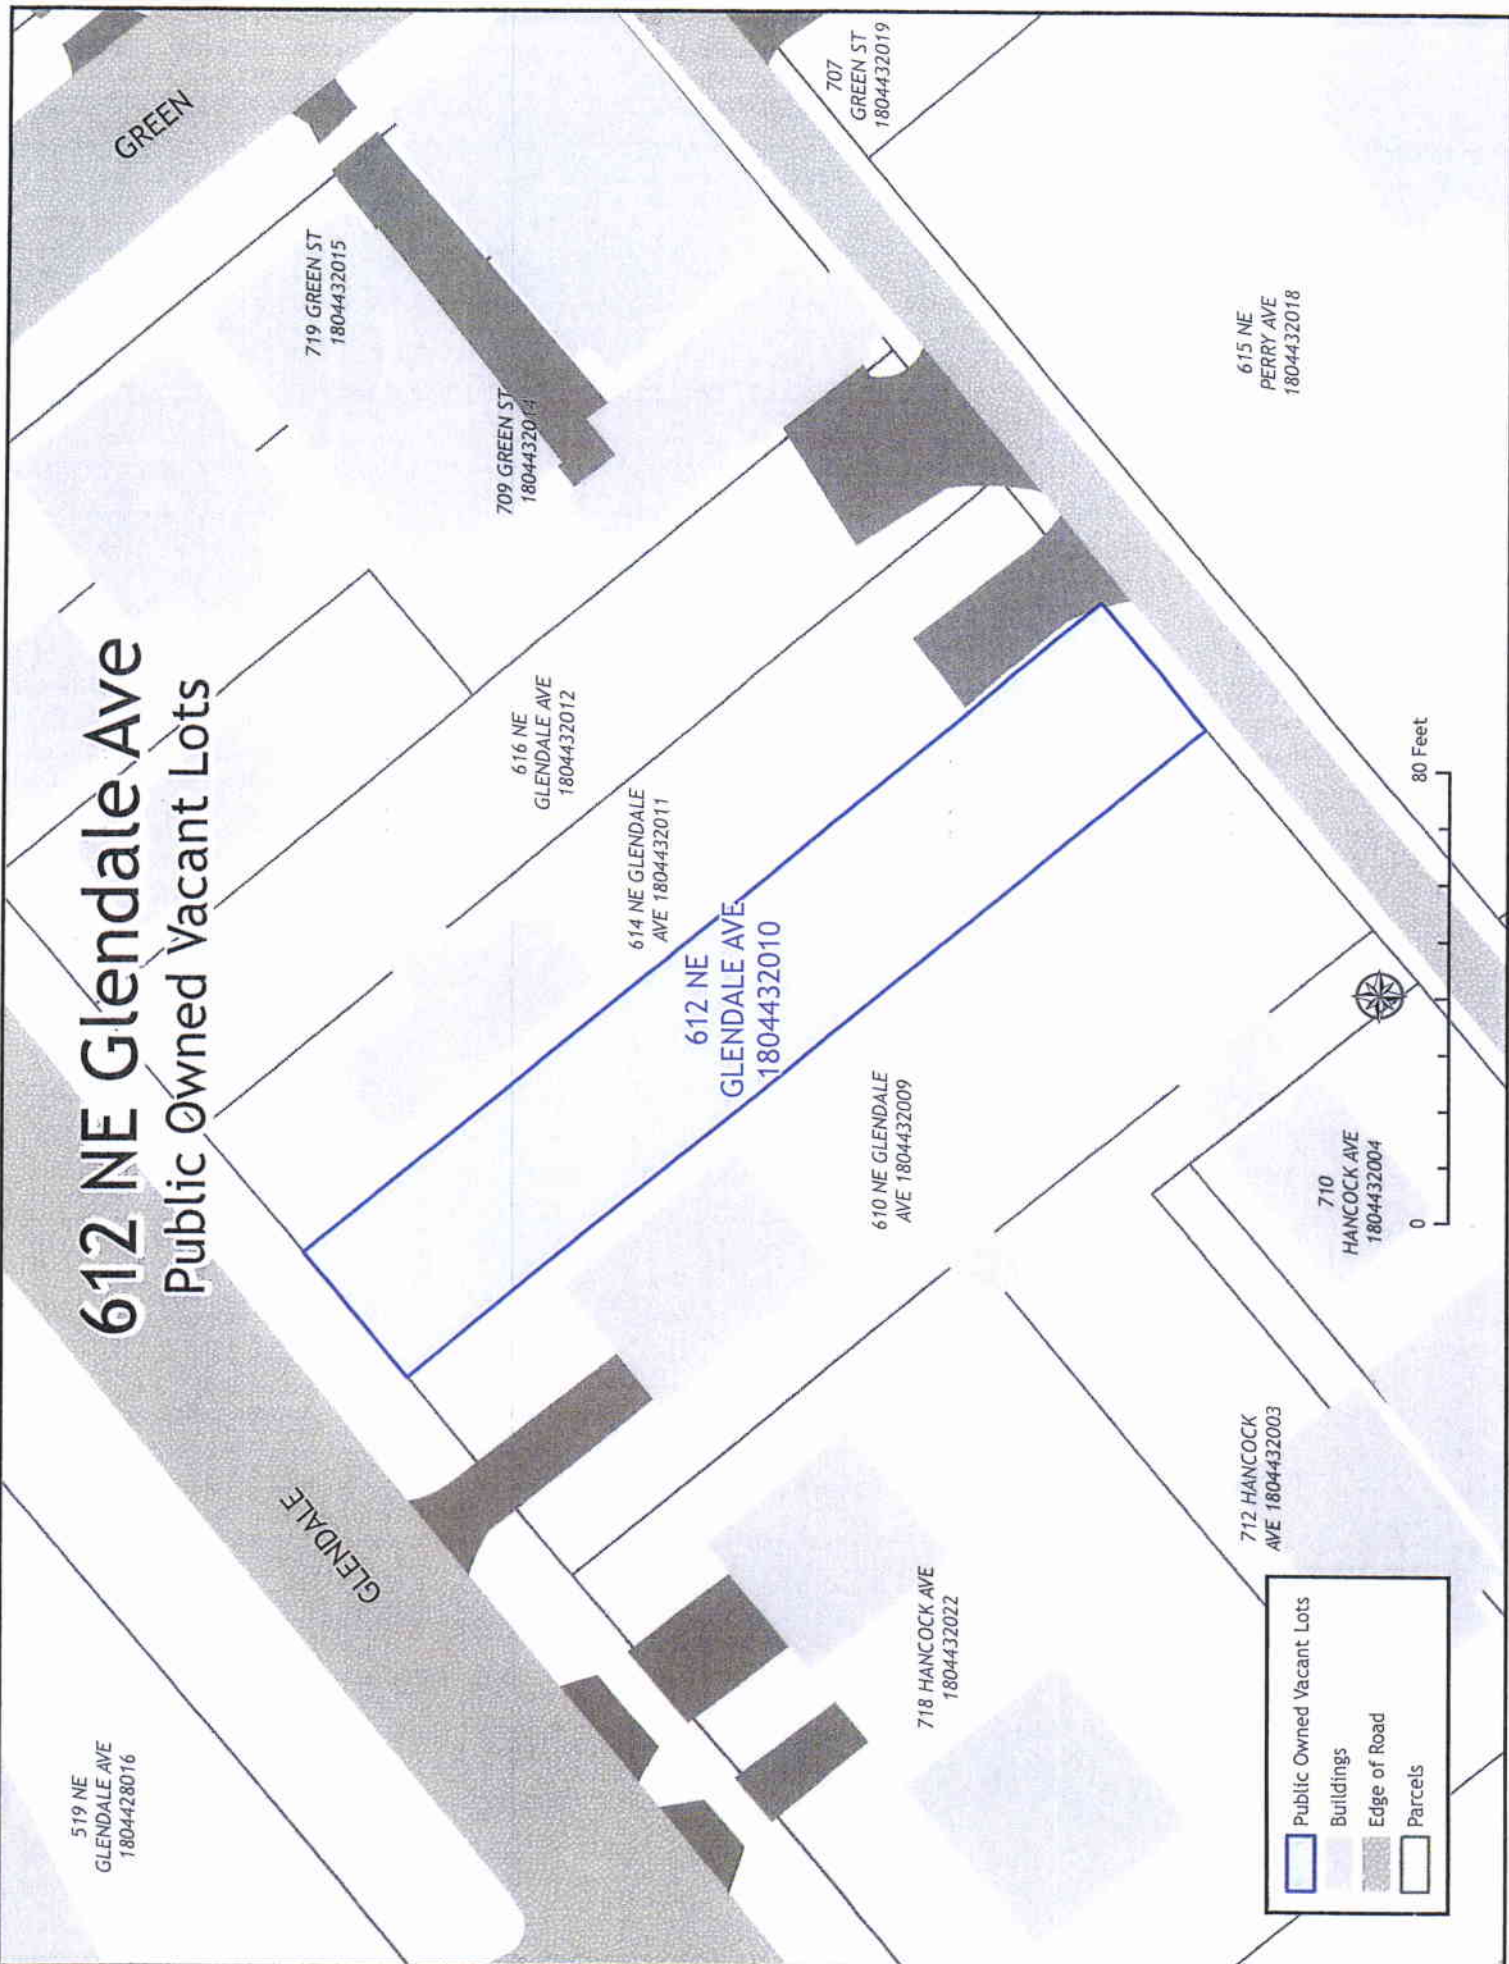 612 NE Glendale Ave
Public Owned Vacant Lots
GREEN
GLENDALE
519 NE
GLENDALE AVE
1804428016
719 GREEN ST
1804432015
709 GREEN ST
1804432014
707
GREEN ST
1804432019
616 NE
GLENDALE AVE
1804432012
614 NE GLENDALE
AVE 1804432011
612 NE
GLENDALE AVE
1804432010
610 NE GLENDALE
AVE 1804432009
615 NE
PERRY AVE
1804432018
718 HANCOCK AVE
1804432022
712 HANCOCK
AVE 1804432003
710
HANCOCK AVE
1804432004
0
80 Feet
Public Owned Vacant Lots
Buildings
Edge of Road
Parcels